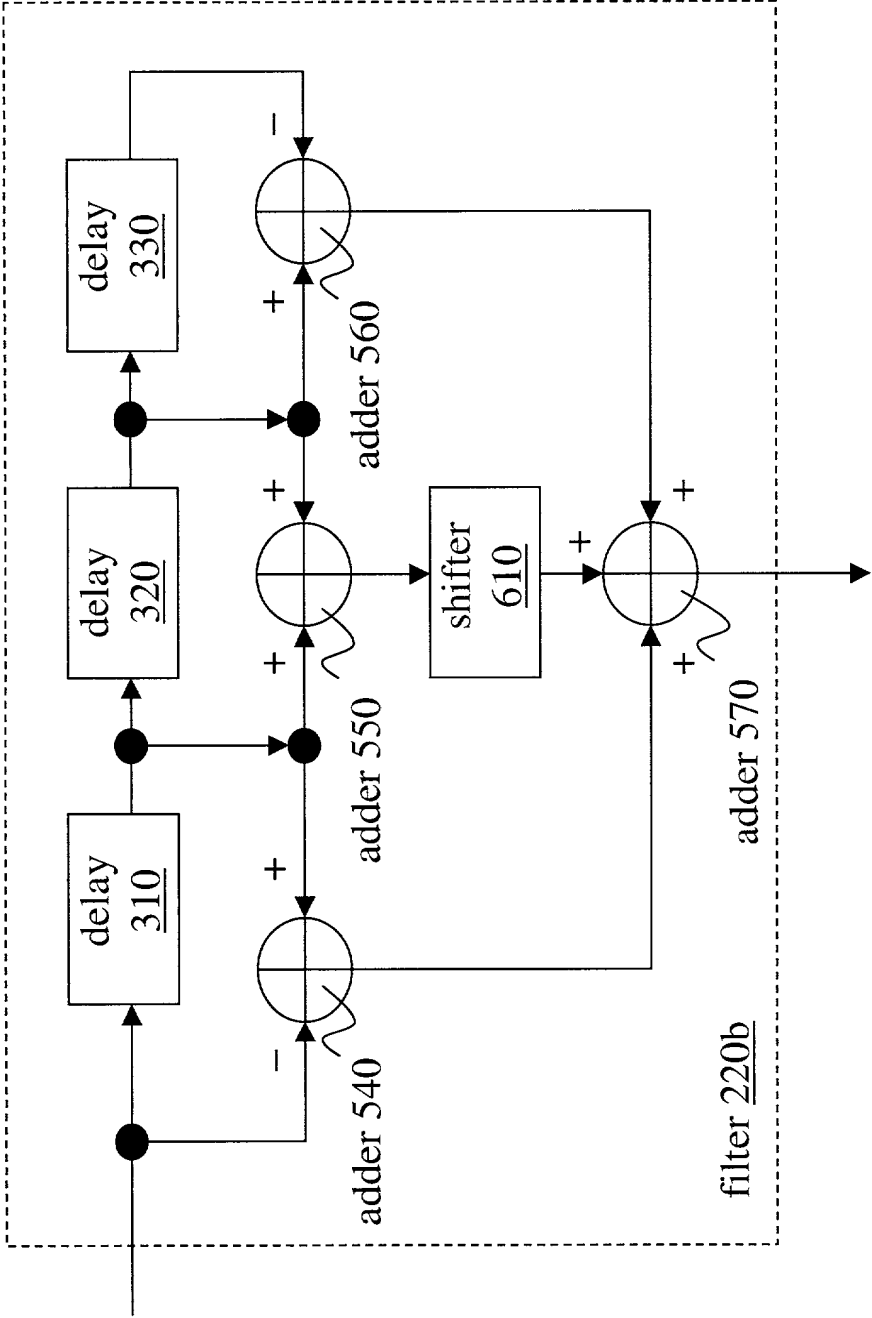 delay
310
delay
320
delay
330
−
+
+
+
+
−
adder 540
adder 550
adder 560
shifter
610
+
+
+
adder 570
filter 220b